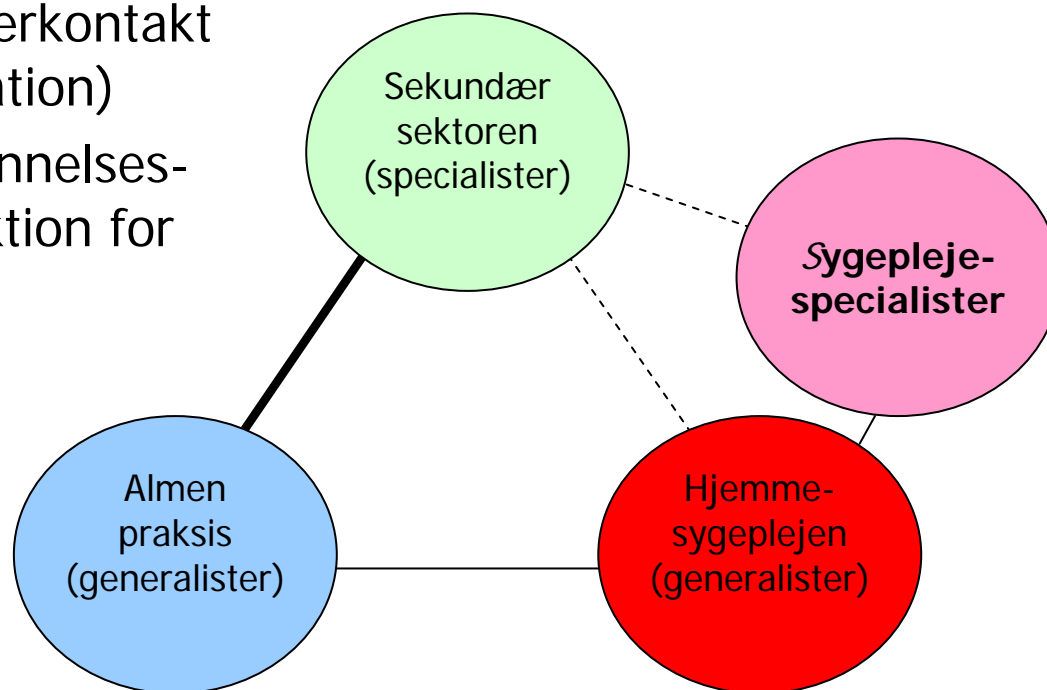 erkontakt
ation)
nnelses-
ktion for
Sekundær
sektoren
(specialister)
Sygepleje-
specialister
Almen
praksis
(generalister)
Hjemme-
sygeplejen
(generalister)